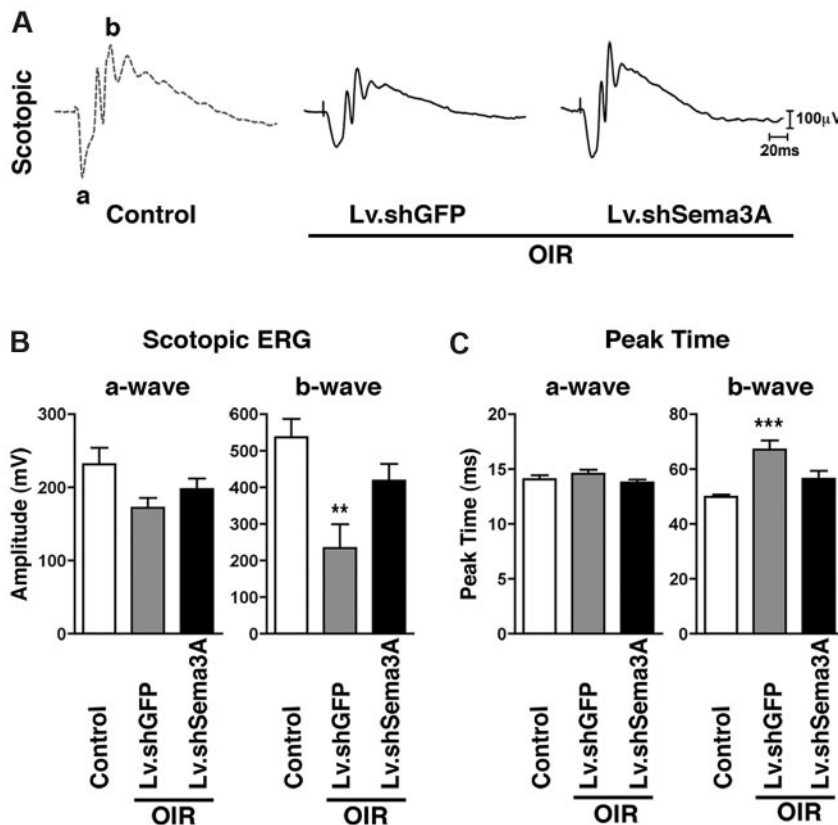 A
Scotopic
b
a
100μV
20ms
Control
Lv.shGFP
Lv.shSema3A
OIR
B
Scotopic ERG
a-wave
b-wave
Amplitude (mV)
300
200
100
0
600
500
400
300
200
100
0
**
Control
Lv.shGFP
Lv.shSema3A
OIR
Control
Lv.shGFP
Lv.shSema3A
OIR
C
Peak Time
a-wave
b-wave
Peak Time (ms)
20
15
10
5
0
80
60
40
20
0
***
Control
Lv.shGFP
Lv.shSema3A
OIR
Control
Lv.shGFP
Lv.shSema3A
OIR